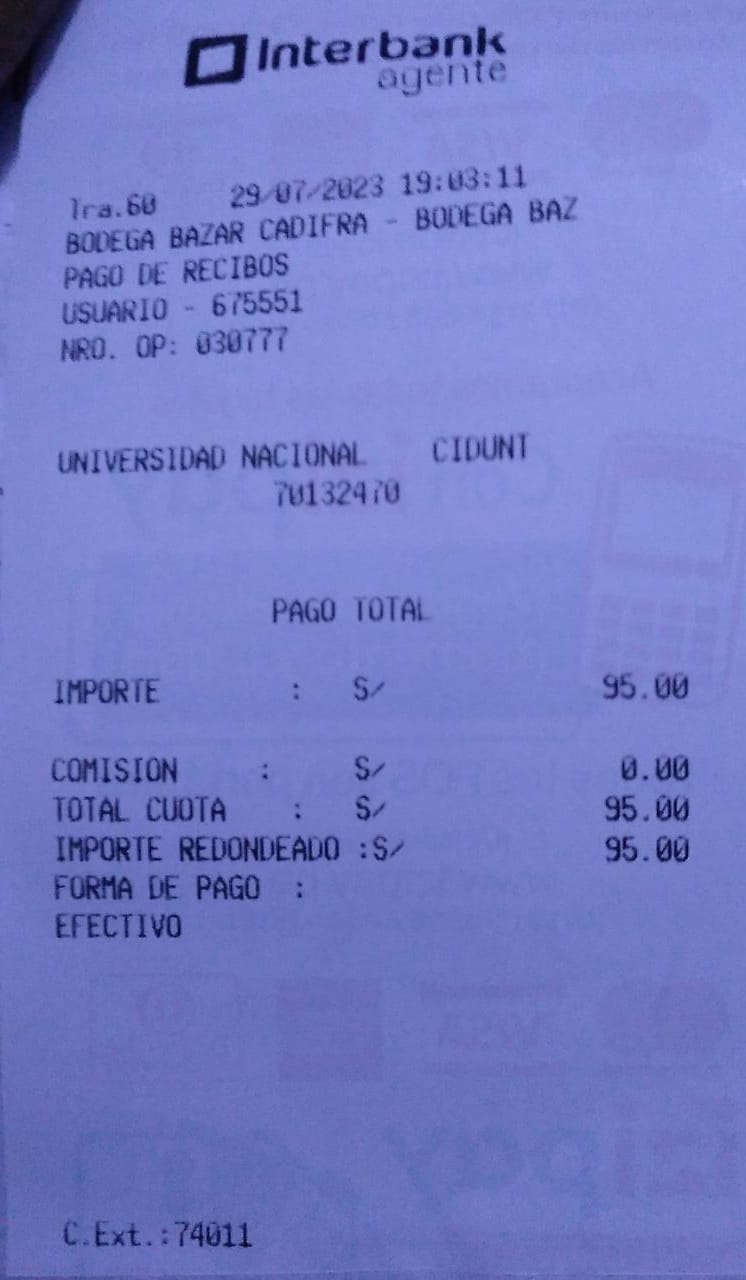 Interbank
agente
Tra.60 29/07/2023 19:03:11
BODEGA BAZAR CADIFRA - BODEGA BAZ
PAGO DE RECIBOS
USUARIO - 675551
NRO. OP: 030777
UNIVERSIDAD NACIONAL CIDUNT
70132470
PAGO TOTAL
IMPORTE : S/ 95.00
COMISION : S/ 0.00
TOTAL CUOTA : S/ 95.00
IMPORTE REDONDEADO :S/ 95.00
FORMA DE PAGO :
EFECTIVO
C.Ext.:74011